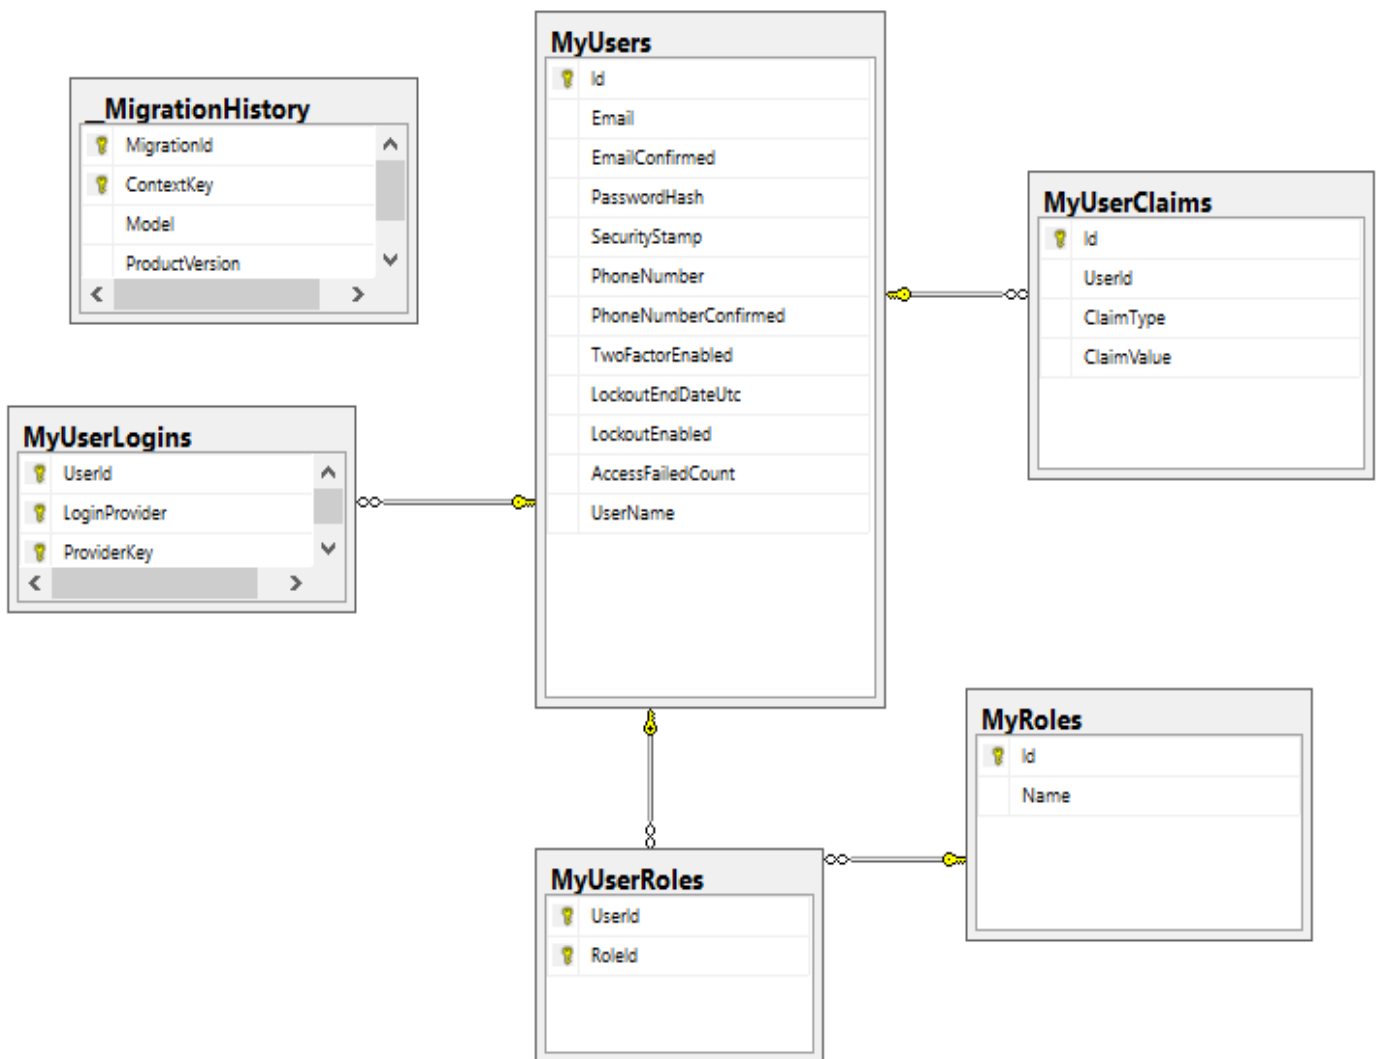 MyUsers
Id
Email
EmailConfirmed
PasswordHash
SecurityStamp
PhoneNumber
PhoneNumberConfirmed
TwoFactorEnabled
LockoutEndDateUtc
LockoutEnabled
AccessFailedCount
UserName
__MigrationHistory
MigrationId
ContextKey
Model
ProductVersion
MyUserClaims
Id
UserId
ClaimType
ClaimValue
MyUserLogins
UserId
LoginProvider
ProviderKey
MyRoles
Id
Name
MyUserRoles
UserId
RoleId